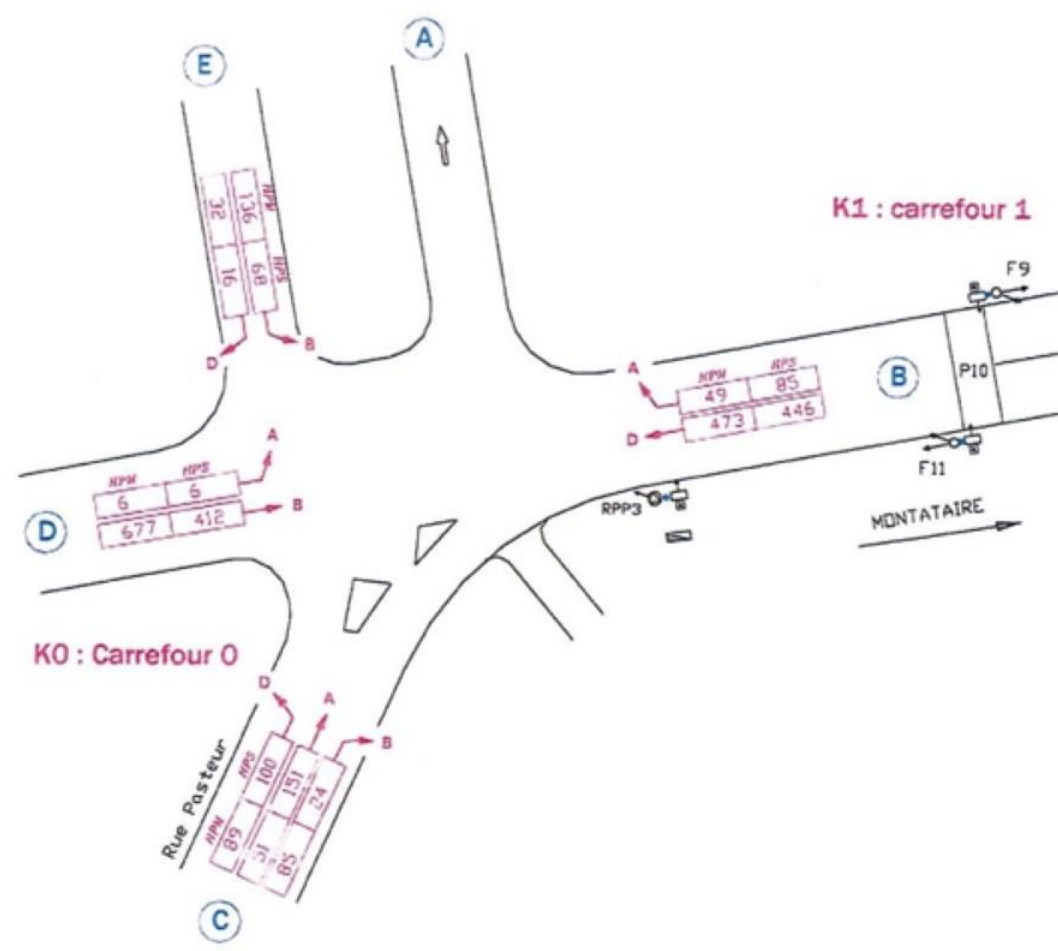 E
A
K1 : carrefour 1
F9
HPM
HPS
32
136
16
68
D
B
A
HPM
HPS
49
85
D
473
446
B
P10
F11
RPP3
MONTATAIRE
A
HPM
HPS
6
6
B
677
412
D
K0 : Carrefour 0
D
A
B
Rue Pasteur
HPS
HPM
100
151
24
89
51
85
C